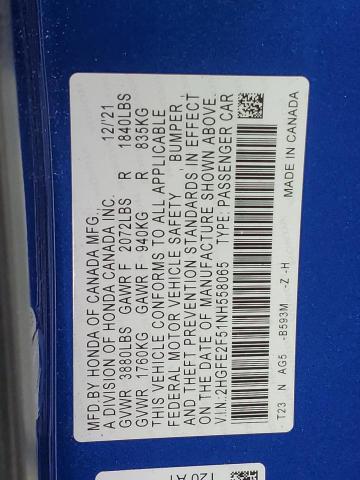 MFD BY HONDA OF CANADA MFG., 12/21
A DIVISION OF HONDA CANADA INC.
GVWR 3880LBS GAWR F 2072LBS R 1840LBS
GVWR 1760KG GAWR F 940KG R 835KG
THIS VEHICLE CONFORMS TO ALL APPLICABLE
FEDERAL MOTOR VEHICLE SAFETY BUMPER,
AND THEFT PREVENTION STANDARDS IN EFFECT
ON THE DATE OF MANUFACTURE SHOWN ABOVE.
V.I.N.:2HGFE2F51NH558065 TYPE: PASSENGER CAR
T23 N AG5 -B593M -Z -H MADE IN CANADA